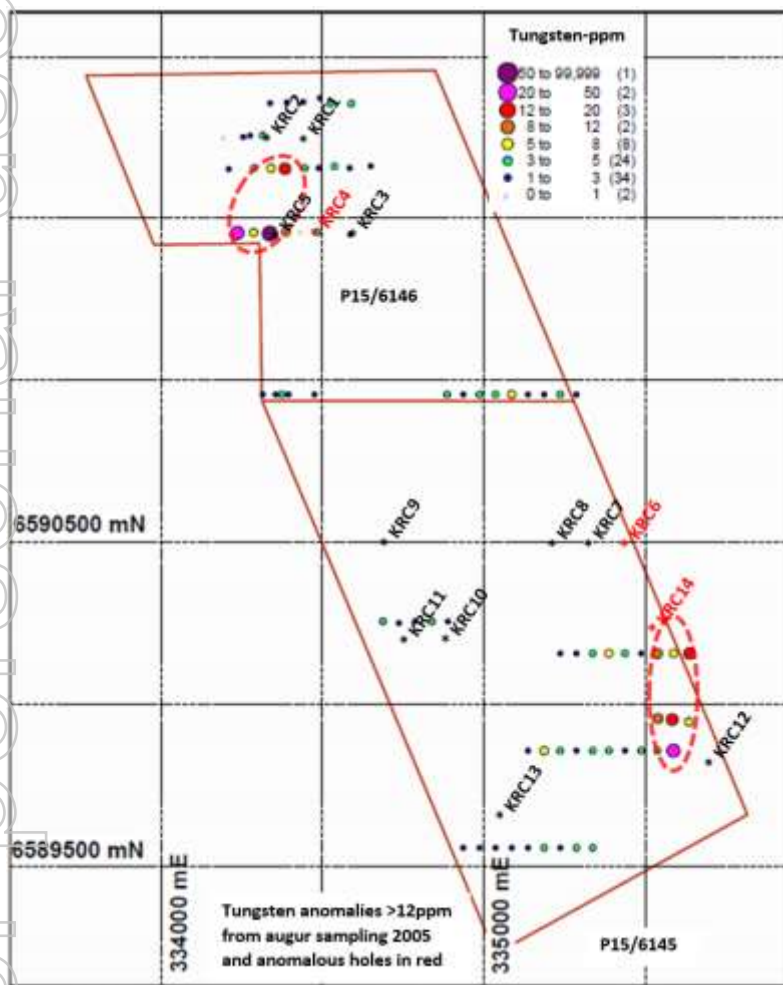 Tungsten-ppm
50 to 99,999 (1)
20 to 50 (2)
12 to 20 (3)
8 to 12 (2)
5 to 8 (8)
3 to 5 (24)
1 to 3 (34)
0 to 1 (2)
KRC2
KRC1
KRC5
KRC4
KRC3
P15/6146
6590500 mN
KRC9
KRC8
KRC7
KRC6
KRC11
KRC10
KRC14
KRC12
KRC13
6589500 mN
334000 mE
335000 mE
Tungsten anomalies >12ppm
from augur sampling 2005
and anomalous holes in red
P15/6145